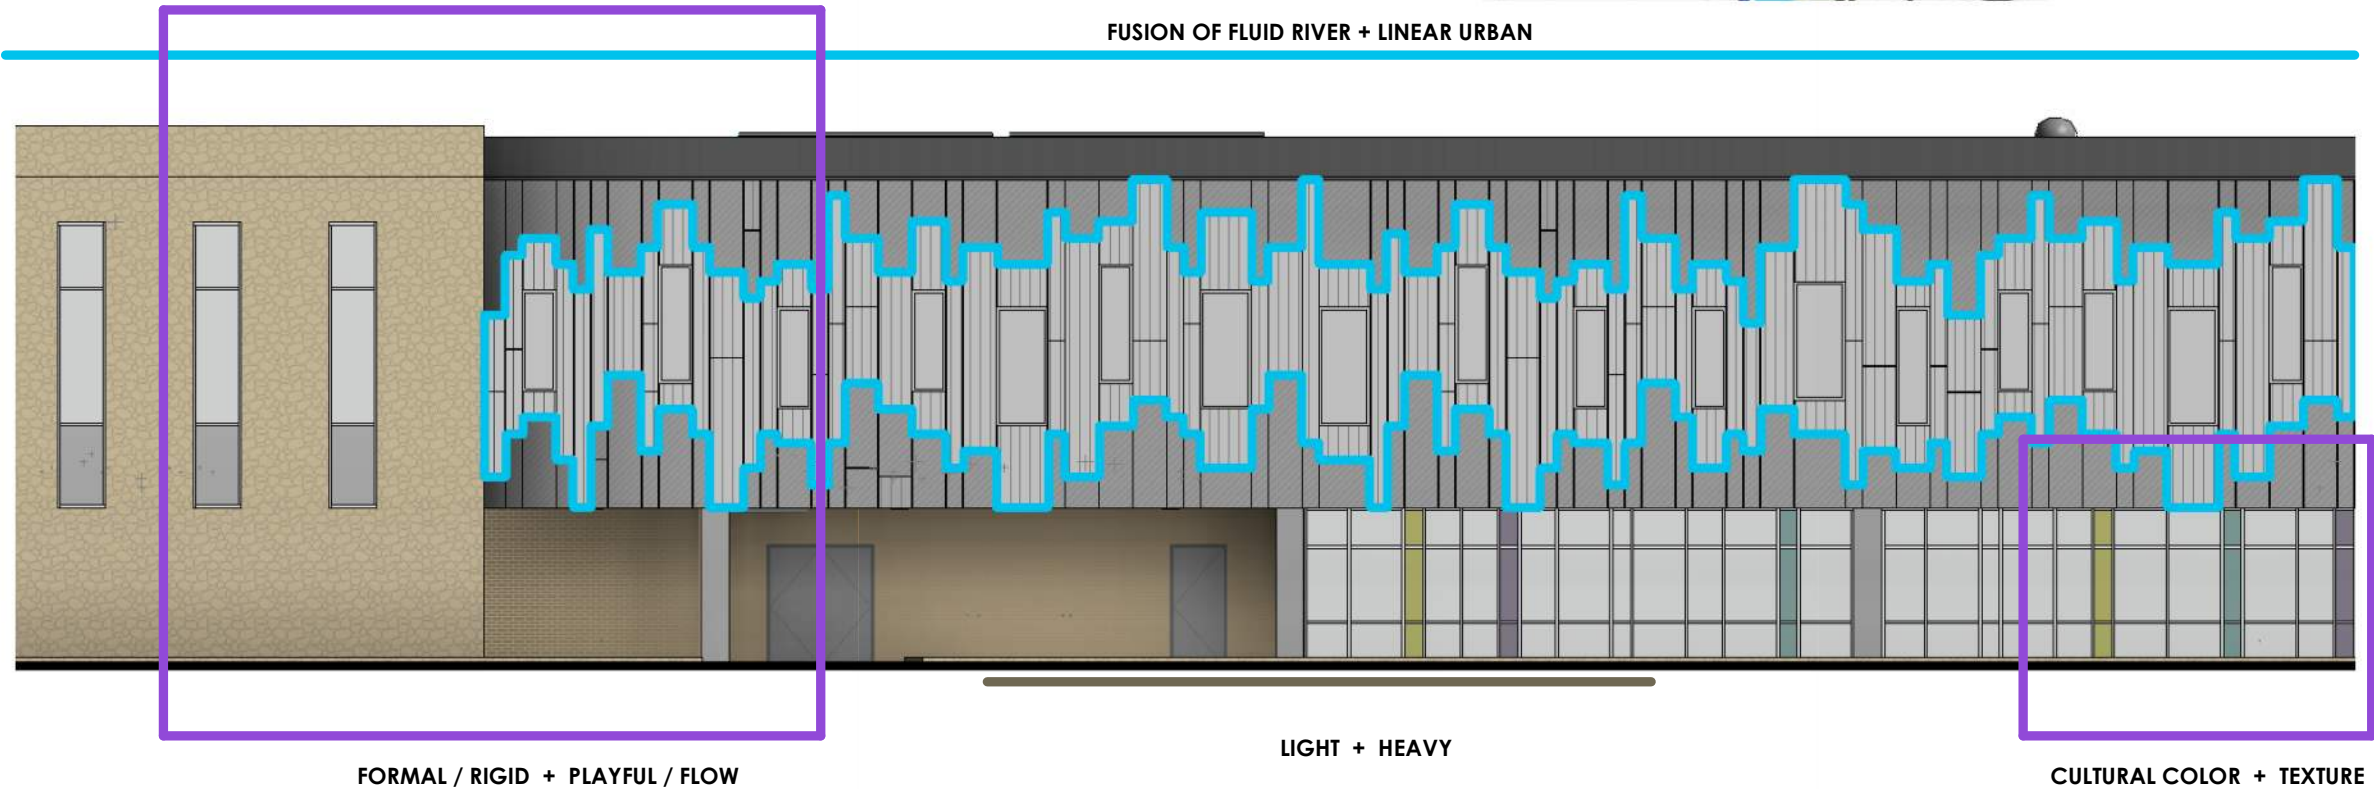 FUSION OF FLUID RIVER + LINEAR URBAN
LIGHT + HEAVY
FORMAL / RIGID + PLAYFUL / FLOW
CULTURAL COLOR + TEXTURE